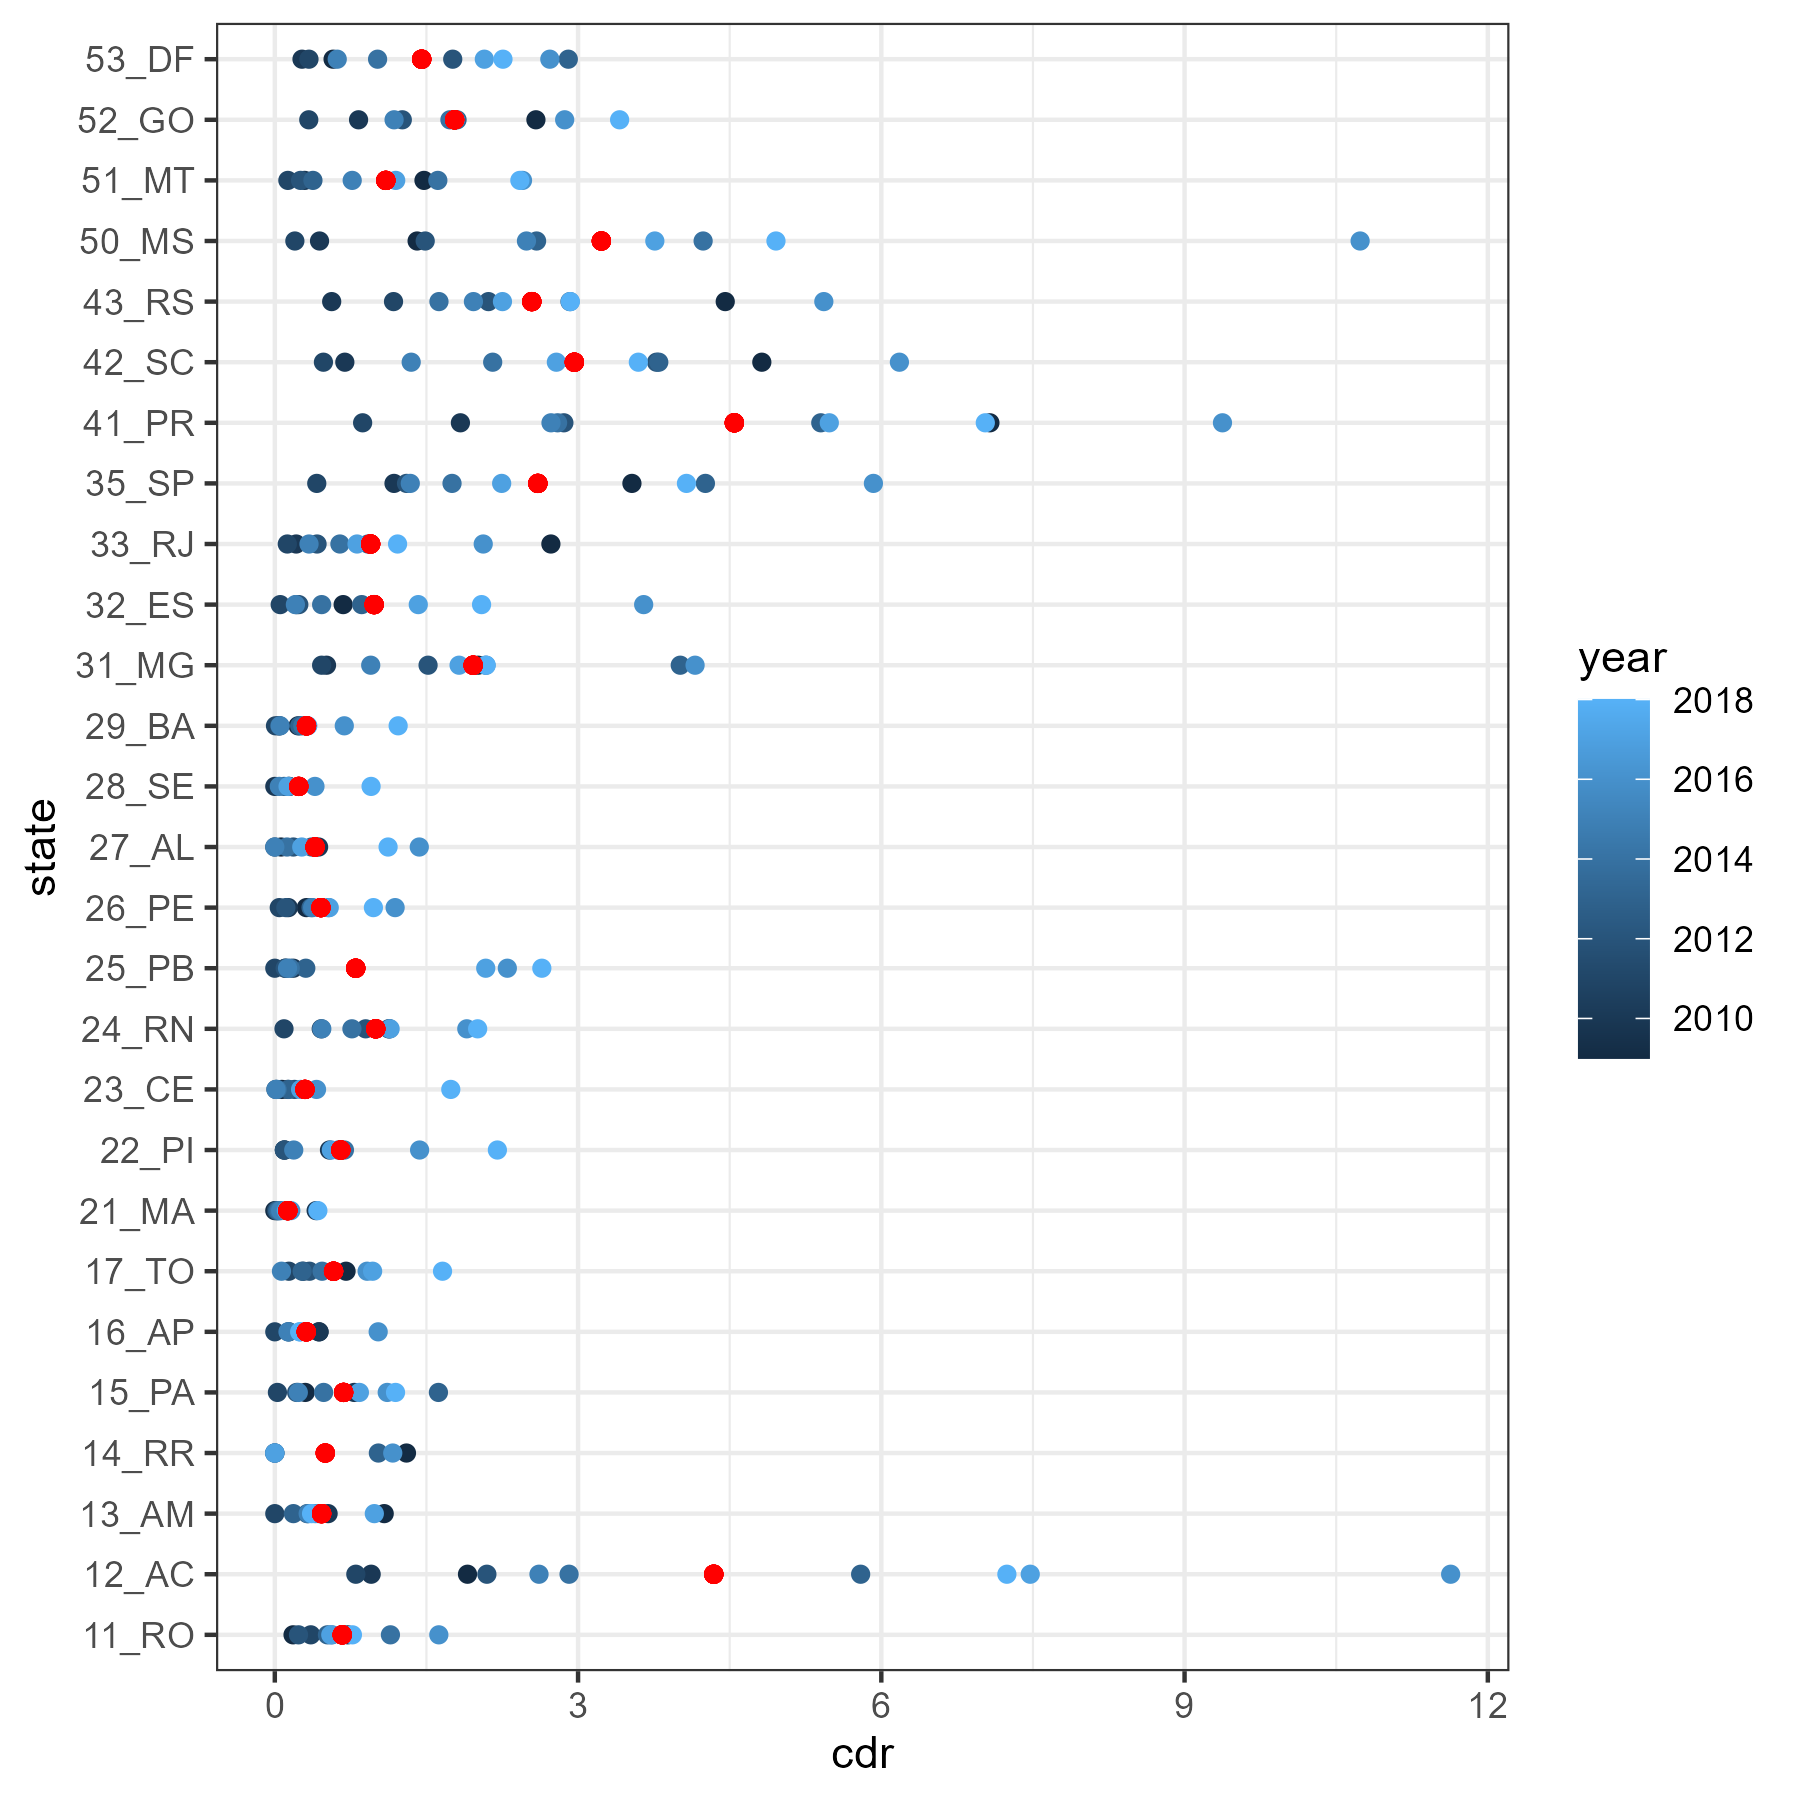 53_DF
52_GO
51_MT
50_MS
43_RS
42_SC
41_PR
35_SP
33_RJ
32_ES
31_MG
29_BA
28_SE
27_AL
26_PE
25_PB
24_RN
23_CE
22_PI
21_MA
17_TO
16_AP
15_PA
14_RR
13_AM
12_AC
11_RO
state
0 3 6 9 12
cdr
year
2018
2016
2014
2012
2010